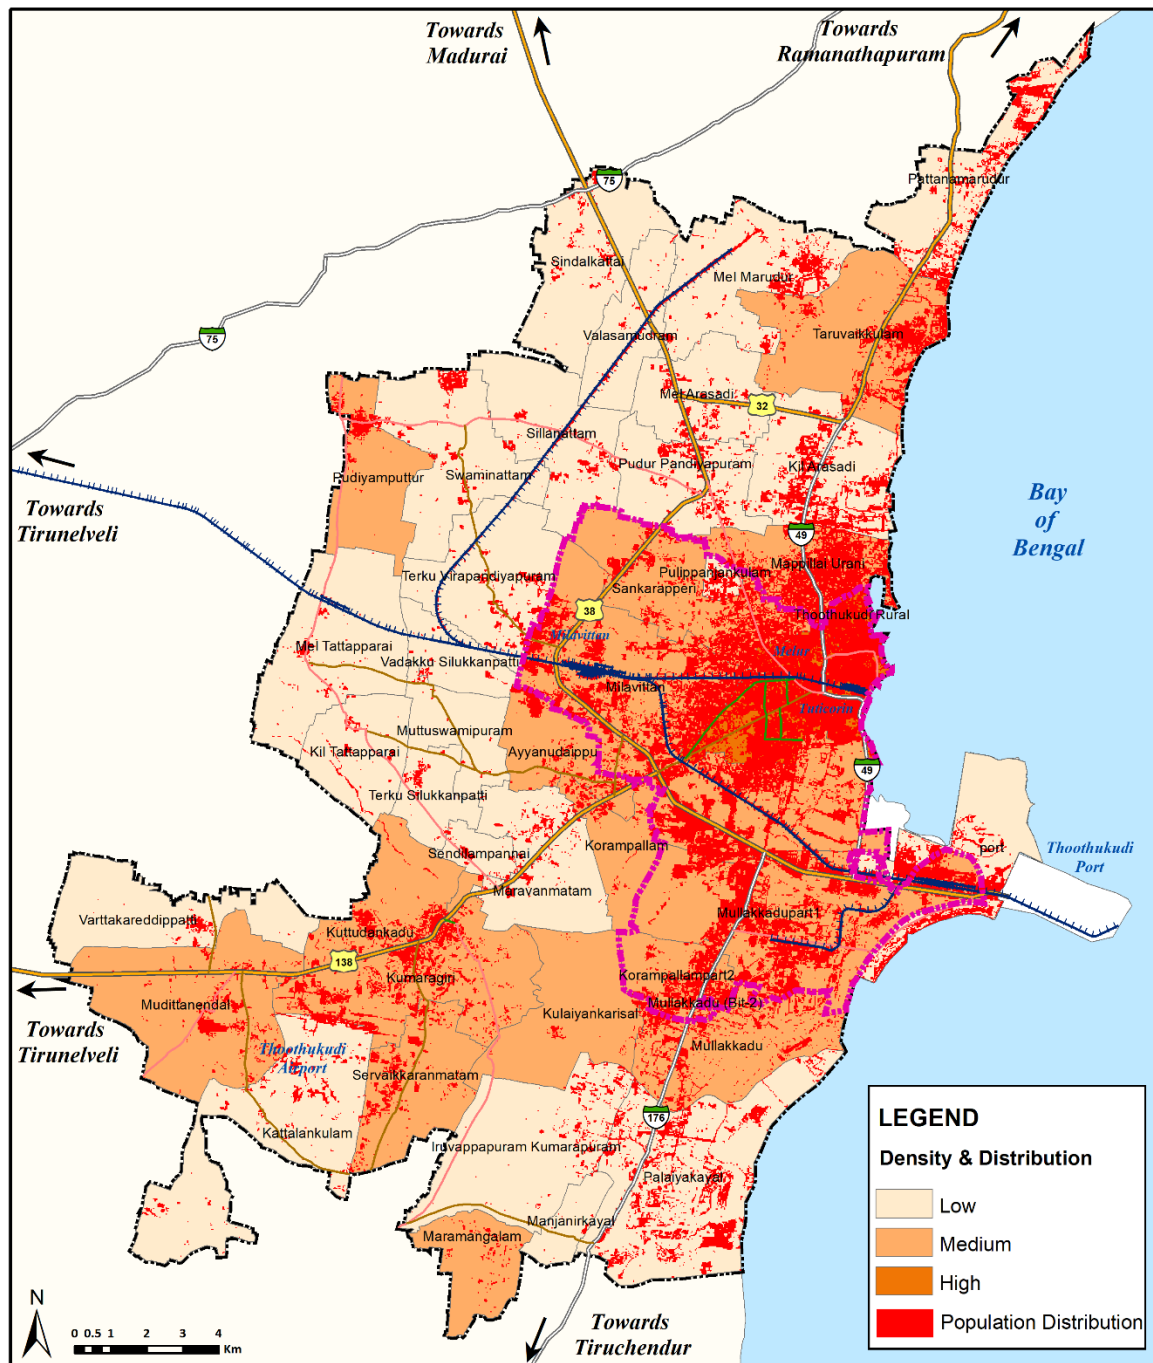 Towards
Madurai
Towards
Ramanathapuram
75
Pattanamarudur
Sindalkattai
Mel Marudur
75
Valasamudram
Taruvaikkulam
Mel Arasadi
32
Sillanattam
Pudur Pandiyapuram
Kil Arasadi
Pudiyamputtur
Swaminattam
Towards
Tirunelveli
Bay
of
Bengal
49
Mappillai Urani
Terku Virapandiyapuram
Pulippanjankulam
Sankarapperi
38
Thoothukudi Rural
Milavittan
Mel Tattapparai
Melur
Vadakku Silukkanpatti
Milavittan
Tuticorin
Muttuswamipuram
Kil Tattapparai
Ayyanudaippu
49
Terku Silukkanpatti
Sendilampannai
Korampallam
port
Thoothukudi
Port
Maravanmatam
Varttakareddippatti
Mullakkadupart1
Kuttudankadu
138
Kumaragiri
Korampallampart2
Mudittanendal
Mullakkadu (Bit-2)
Kulaiyankarisal
Towards
Tirunelveli
Thoothukudi
Airport
Mullakkadu
Servaikkaranmatam
176
Kattalankulam
Iruvappapuram Kumarapuram
Palaiyakayal
Manjanirkayal
Maramangalam
LEGEND
Density & Distribution
Low
Medium
High
Population Distribution
N
0 0.5 1 2 3 4
Km
Towards
Tiruchendur